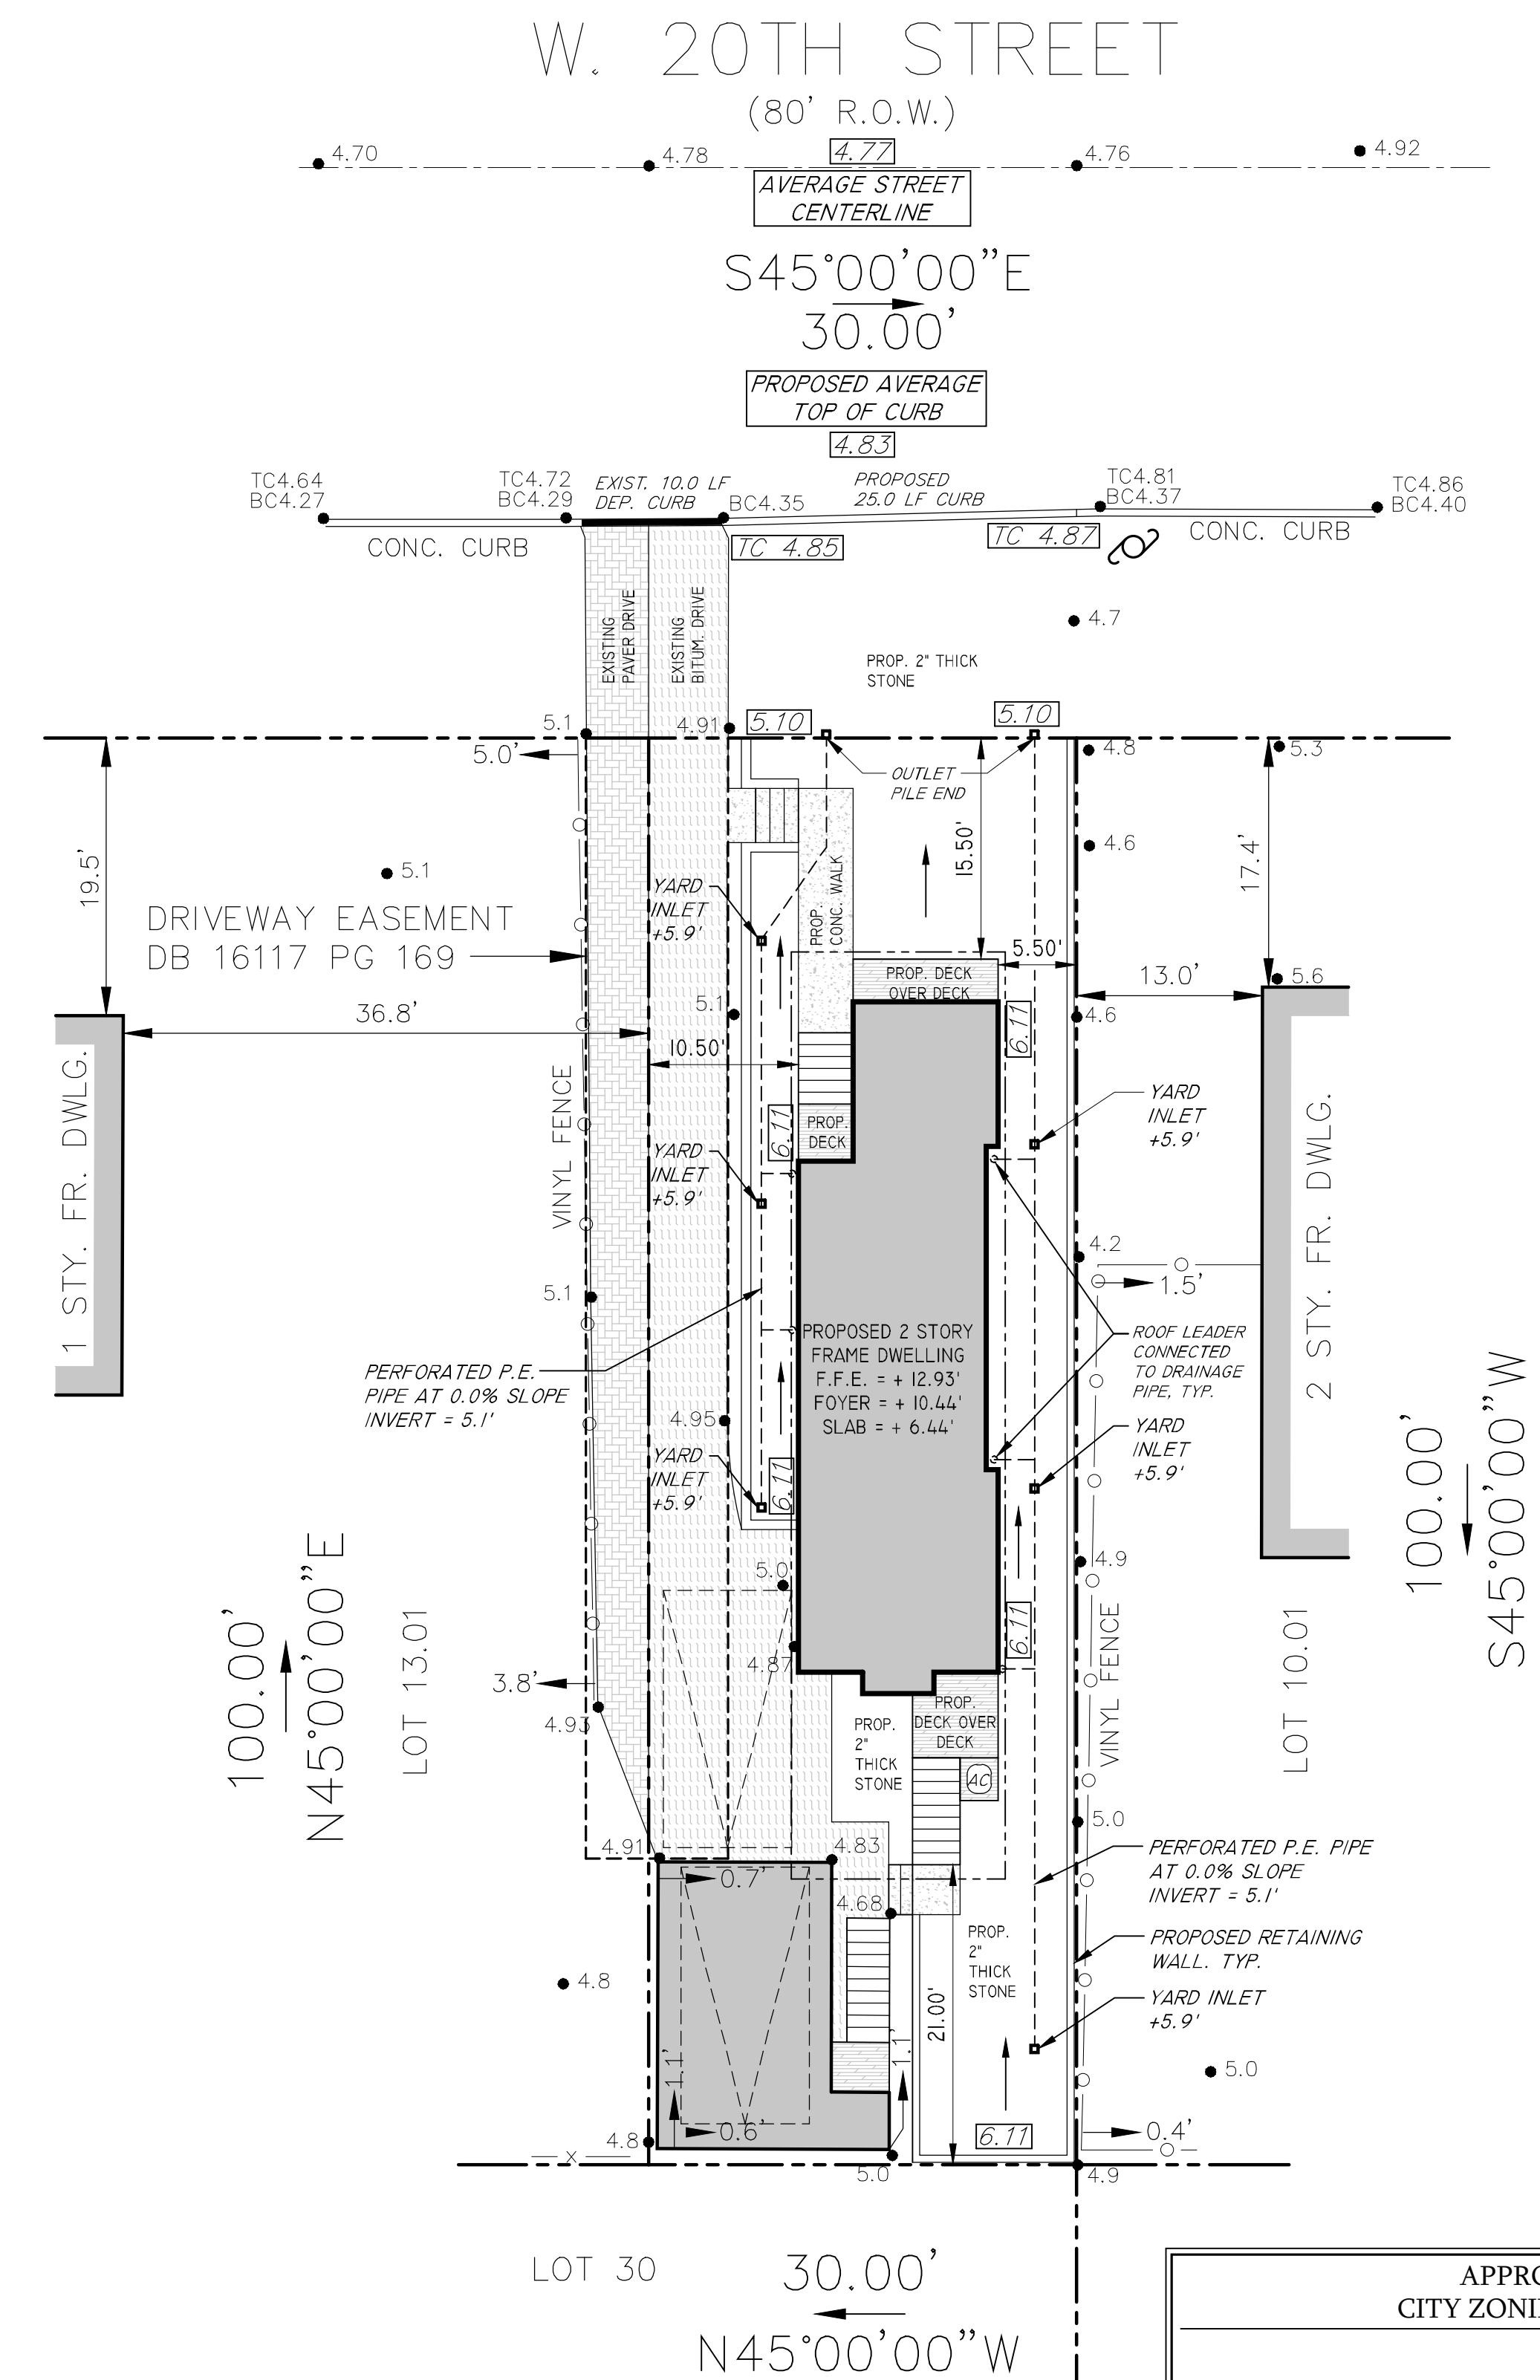 W. 20TH STREET
(80' R.O.W.)
4.70
4.78
4.77
4.76
4.92
AVERAGE STREET
CENTERLINE
S45°00'00"E
30.00'
PROPOSED AVERAGE
TOP OF CURB
4.83
TC4.64
BC4.27
TC4.72
BC4.29
EXIST. 10.0 LF
DEP. CURB
BC4.35
PROPOSED
25.0 LF CURB
TC4.81
BC4.37
TC4.86
BC4.40
CONC. CURB
TC 4.85
TC 4.87
CONC. CURB
EXISTING
PAVER DRIVE
EXISTING
BITUM. DRIVE
4.7
PROP. 2" THICK
STONE
5.1
4.91
5.10
5.10
5.0'
OUTLET
PILE END
4.8
5.3
19.5'
5.1
15.50'
4.6
17.4'
DRIVEWAY EASEMENT
DB 16117 PG 169
YARD
INLET
+5.9'
PROP.
CONC. WALK
5.50'
PROP. DECK
OVER DECK
13.0'
5.6
36.8'
5.1
6.11
4.6
10.50'
VINYL FENCE
1 STY. FR. DWLG.
6.11
PROP.
DECK
YARD
INLET
+5.9'
YARD
INLET
+5.9'
2 STY. FR. DWLG.
4.2
1.5'
5.1
PROPOSED 2 STORY
FRAME DWELLING
F.F.E. = + 12.93'
FOYER = + 10.44'
SLAB = + 6.44'
ROOF LEADER
CONNECTED
TO DRAINAGE
PIPE, TYP.
PERFORATED P.E.
PIPE AT 0.0% SLOPE
INVERT = 5.1'
4.95
YARD
INLET
+5.9'
6.11
YARD
INLET
+5.9'
100.00'
S45°00'00"W
4.9
5.0
6.11
4.87
100.00'
N45°00'00"E
LOT 13.01
VINYL FENCE
LOT 10.01
3.8'
4.93
PROP.
2"
THICK
STONE
PROP.
DECK OVER
DECK
AC
5.0
4.91
4.83
0.7'
PERFORATED P.E. PIPE
AT 0.0% SLOPE
INVERT = 5.1'
4.68
PROP.
2"
THICK
STONE
PROPOSED RETAINING
WALL. TYP.
4.8
21.00'
YARD INLET
+5.9'
1.1'
1.1'
5.0
0.6'
4.8
6.11
0.4'
x
5.0
4.9
LOT 30
30.00'
N45°00'00"W
APPRO
CITY ZONI